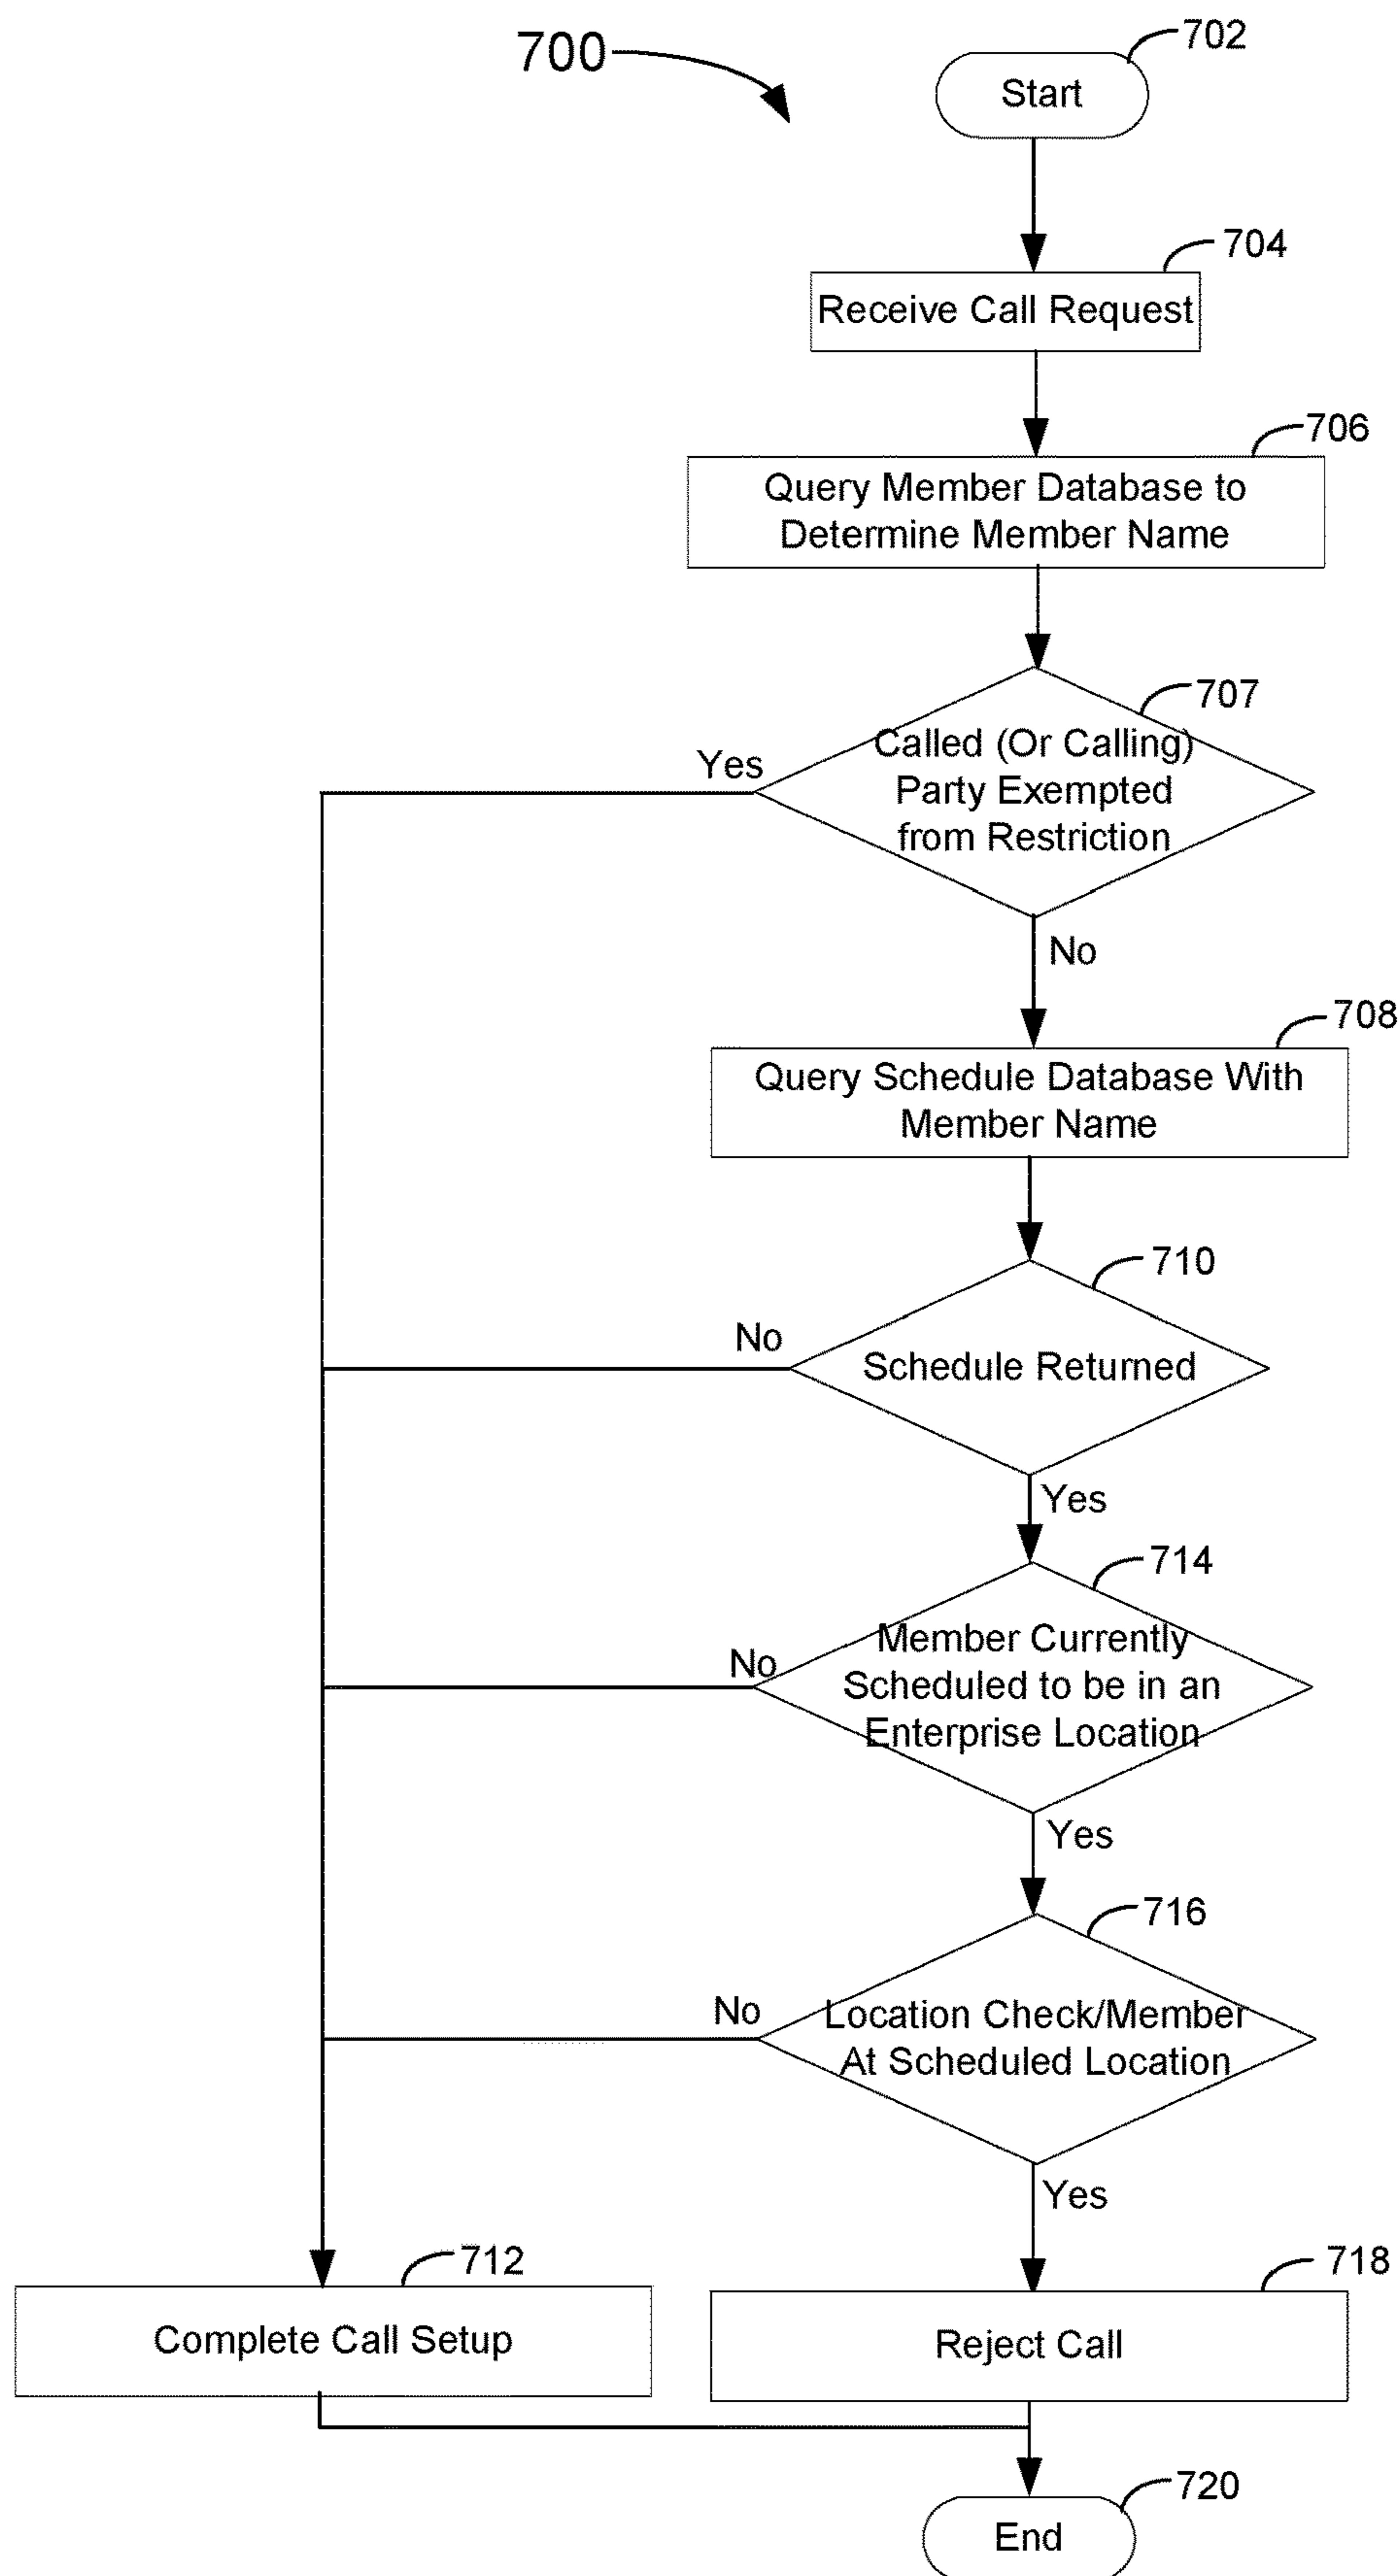 700
702
Start
704
Receive Call Request
706
Query Member Database to
Determine Member Name
707
Called (Or Calling)
Party Exempted
from Restriction
Yes
No
708
Query Schedule Database With
Member Name
710
No
Schedule Returned
Yes
714
Member Currently
Scheduled to be in an
Enterprise Location
No
Yes
716
No
Location Check/Member
At Scheduled Location
Yes
712
Complete Call Setup
718
Reject Call
720
End